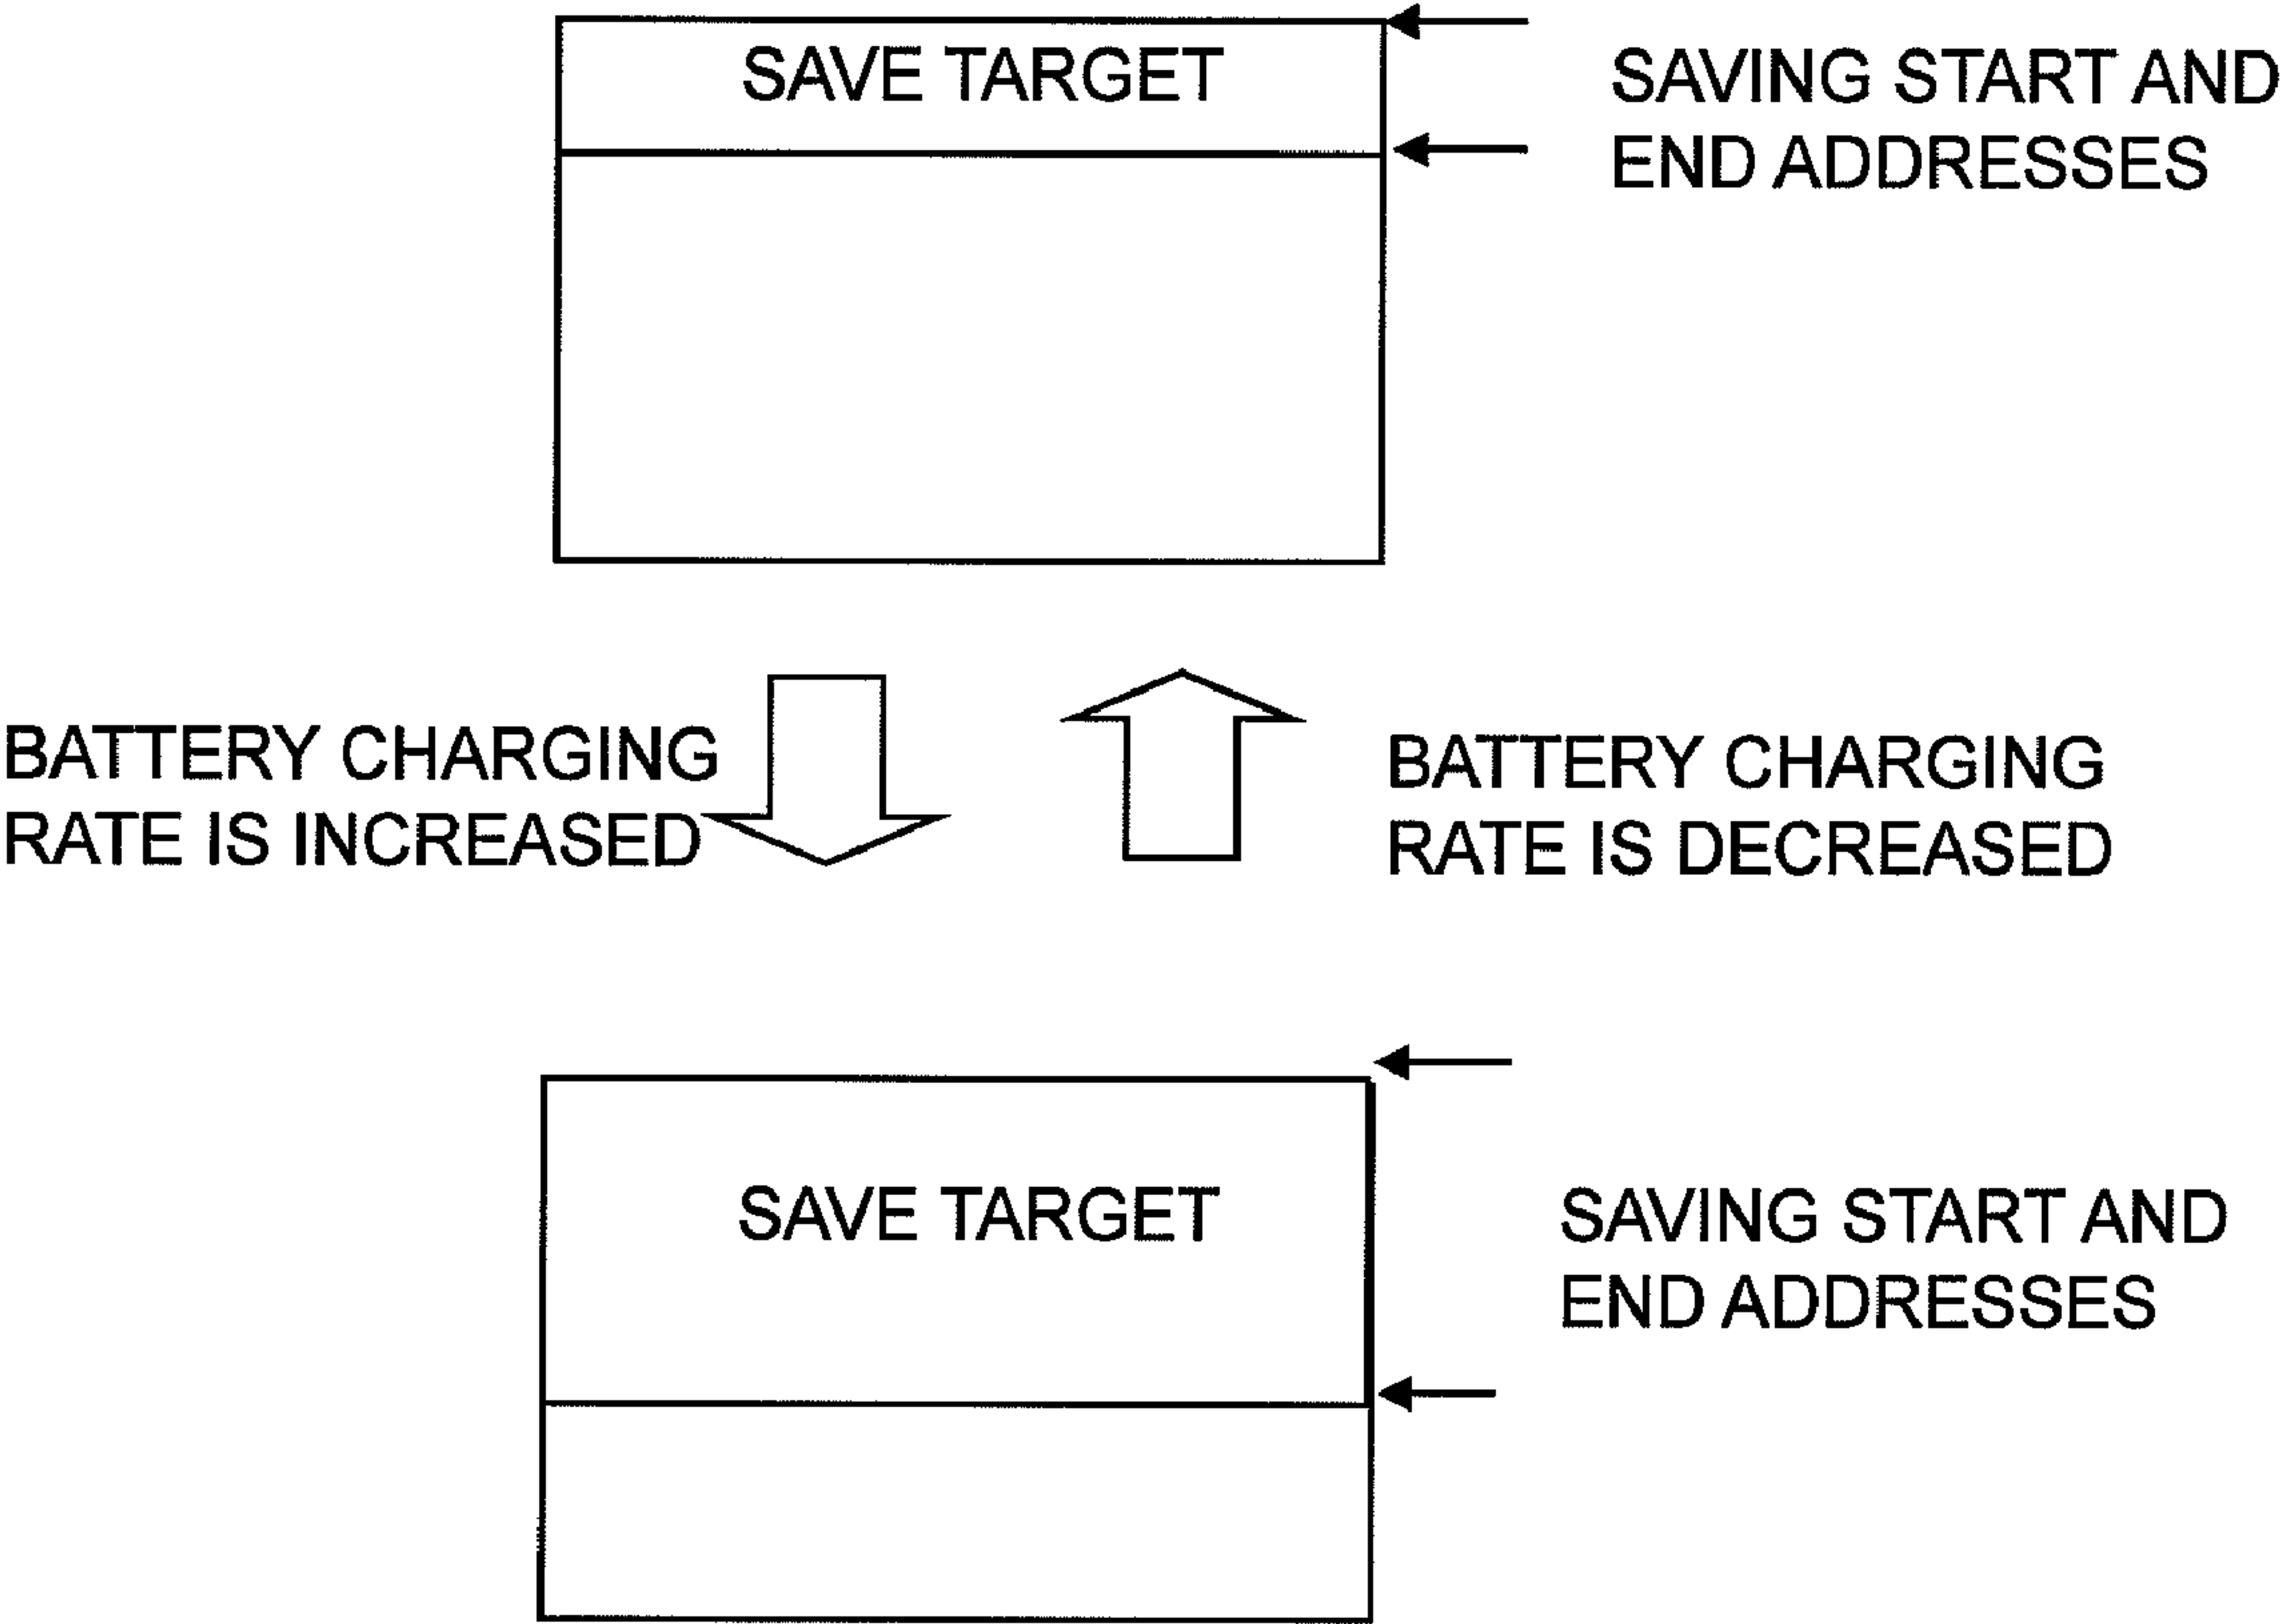 SAVE TARGET
SAVING START AND
END ADDRESSES
BATTERY CHARGING
RATE IS INCREASED
BATTERY CHARGING
RATE IS DECREASED
SAVE TARGET
SAVING START AND
END ADDRESSES